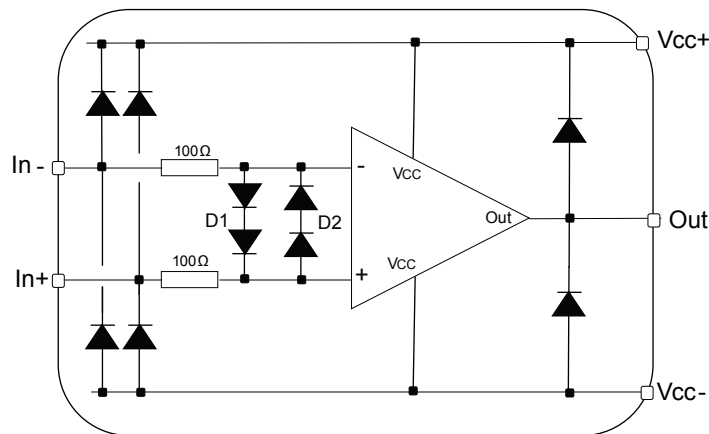 Vcc+
100Ω
In -
-
Vcc
D1
D2
Out
Out
Vcc
100Ω
In+
+
Vcc-